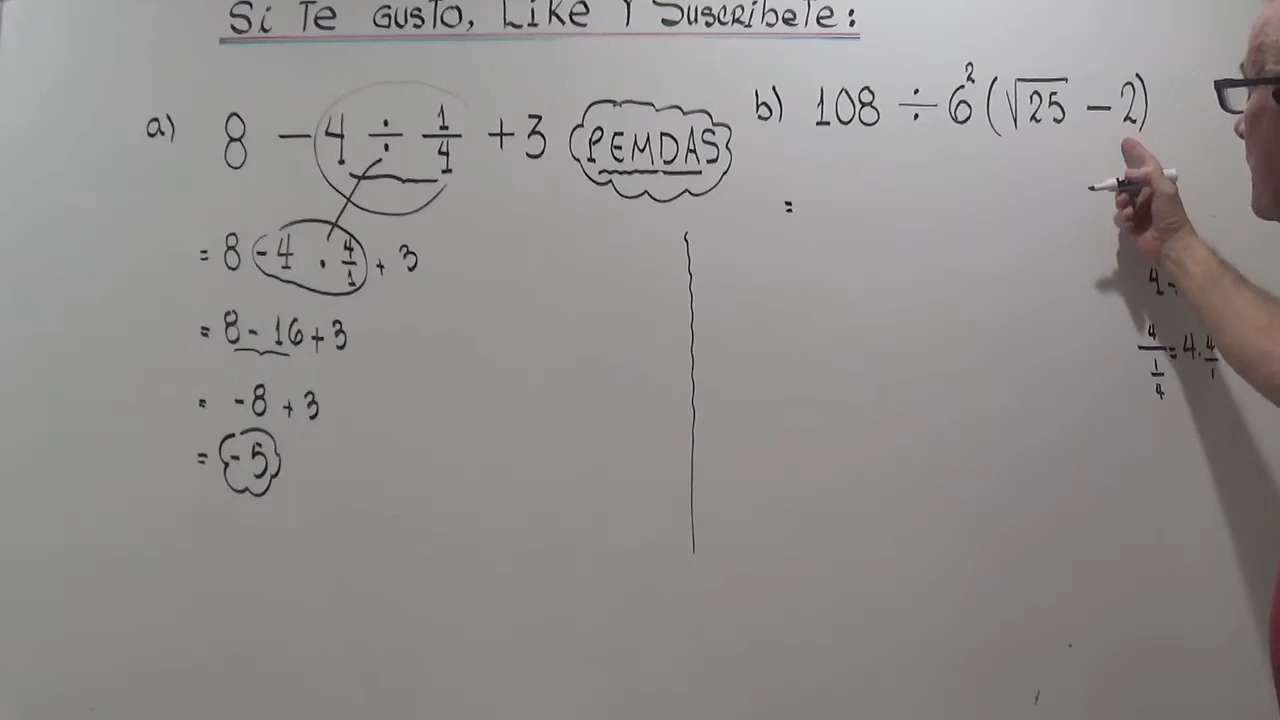 Si Te Gusto, Like Y Suscribete:
a) 8 - 4 ÷ 1/4 + 3 PEMDAS
= 8 - 4 . 4/1 + 3
= 8 - 16 + 3
= -8 + 3
= -5
b) 108 ÷ 6² (√25 - 2)
=
4 -
4/(1/4) = 4 . 4/1